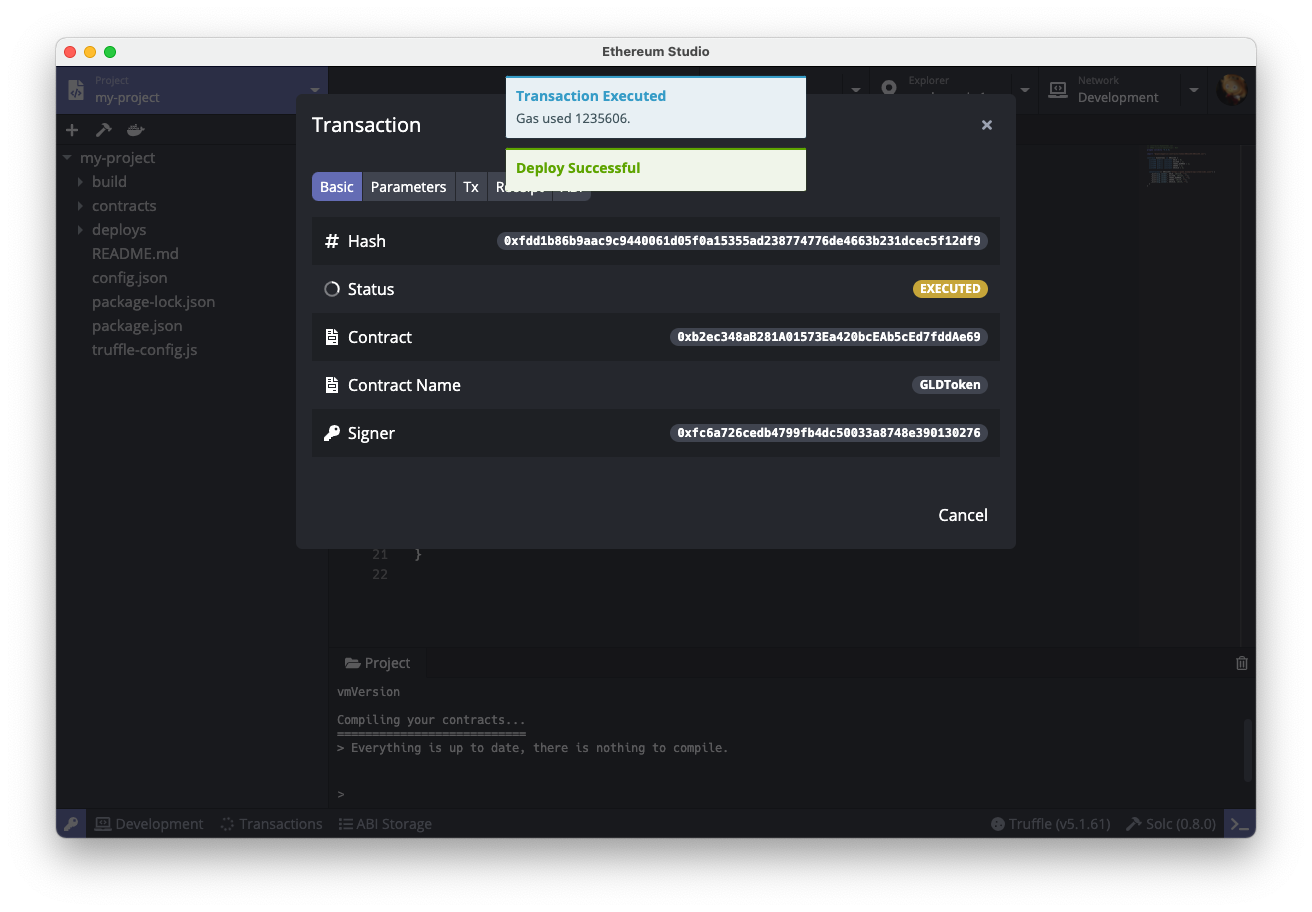 Ethereum Studio
Project
my-project
Explorer
Network
Development
Transaction Executed
Gas used 1235606.
Deploy Successful
Transaction
Basic Parameters Tx Receipt ABI
my-project
build
contracts
deploys
README.md
config.json
package-lock.json
package.json
truffle-config.js
Hash 0xfdd1b86b9aac9c9440061d05f0a15355ad238774776de4663b231dcec5f12df9
Status EXECUTED
Contract 0xb2ec348aB281A01573Ea420bcEAb5cEd7fddAe69
Contract Name GLDToken
Signer 0xfc6a726cedb4799fb4dc50033a8748e390130276
Cancel
21 }
22
Project
vmVersion
Compiling your contracts...
===========================
> Everything is up to date, there is nothing to compile.
>
Development Transactions ABI Storage Truffle (v5.1.61) Solc (0.8.0)